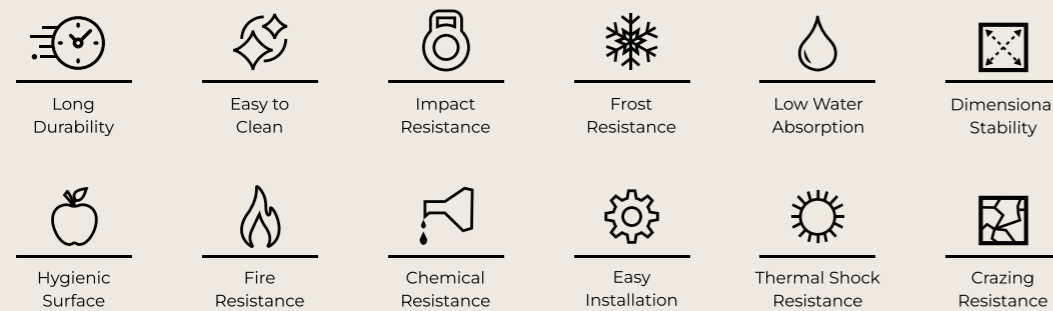 Long
Durability
Easy to
Clean
Impact
Resistance
Frost
Resistance
Low Water
Absorption
Dimensiona
Stability
Hygienic
Surface
Fire
Resistance
Chemical
Resistance
Easy
Installation
Thermal Shock
Resistance
Crazing
Resistance